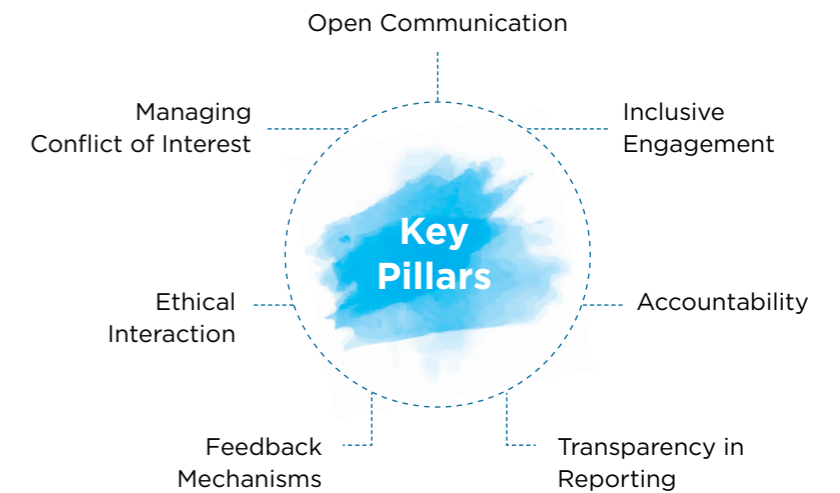 Open Communication
Managing
Conflict of Interest
Inclusive
Engagement
Key
Pillars
Ethical
Interaction
Accountability
Feedback
Mechanisms
Transparency in
Reporting